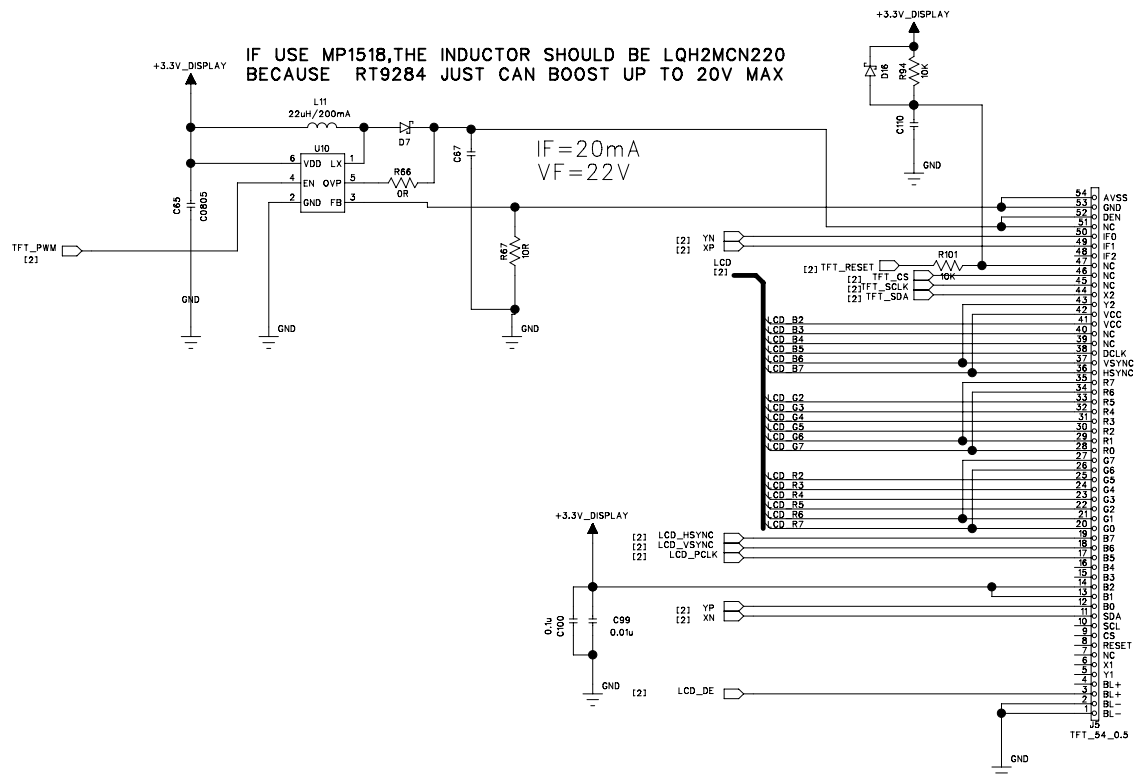 +3.3V_DISPLAY
IF USE MP1518,THE INDUCTOR SHOULD BE LQH2MCN220
BECAUSE RT9284 JUST CAN BOOST UP TO 20V MAX
+3.3V_DISPLAY
D16
R94
10K
L11
22uH/200mA
C110
D7
U10
C67
IF=20mA
VF=22V
6 VDD LX 1
4 EN OVP 5
2 GND FB 3
R66
0R
GND
C65
C0805
R67
10R
TFT_PWM
[2]
GND
GND
GND
[2] YN
[2] XP
LCD
[2]
[2] TFT_RESET
R101
10K
[2] TFT_CS
[2] TFT_SCLK
[2] TFT_SDA
LCD_B2
LCD_B3
LCD_B4
LCD_B5
LCD_B6
LCD_B7
LCD_G2
LCD_G3
LCD_G4
LCD_G5
LCD_G6
LCD_G7
LCD_R2
LCD_R3
LCD_R4
LCD_R5
LCD_R6
LCD_R7
+3.3V_DISPLAY
[2] LCD_HSYNC
[2] LCD_VSYNC
[2] LCD_PCLK
0.1u
C100
C99
0.01u
[2] YP
[2] XN
GND
[2] LCD_DE
54 AVSS
53 GND
52 DEN
51 NC
50 IF0
49 IF1
48 IF2
47 NC
46 NC
45 NC
44 X2
43 Y2
42 VCC
41 VCC
40 NC
39 NC
38 DCLK
37 VSYNC
36 HSYNC
35 R7
34 R6
33 R5
32 R4
31 R3
30 R2
29 R1
28 R0
27 G7
26 G6
25 G5
24 G4
23 G3
22 G2
21 G1
20 G0
19 B7
18 B6
17 B5
16 B4
15 B3
14 B2
13 B1
12 B0
11 SDA
10 SCL
9 CS
8 RESET
7 NC
6 X1
5 Y1
4 BL+
3 BL+
2 BL-
1 BL-
J5
TFT_54_0.5
GND